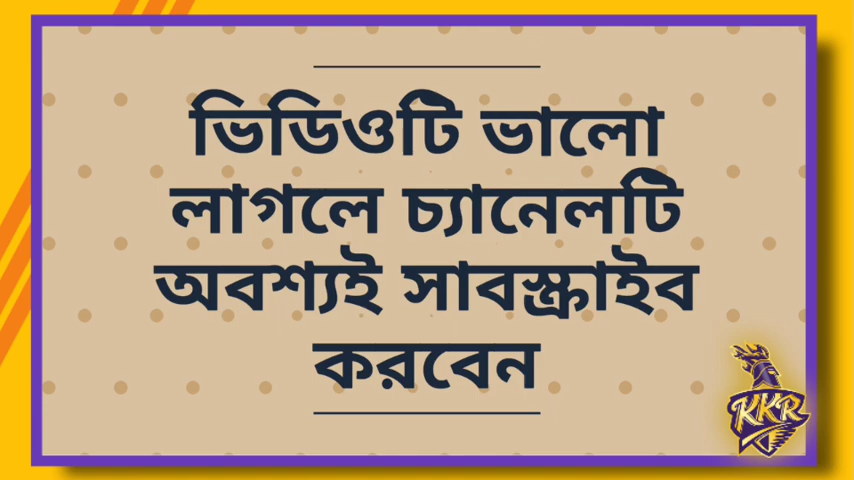 ভিডিওটি ভালো
লাগলে চ্যানেলটি
অবশ্যই সাবস্ক্রাইব
করবেন
KKR